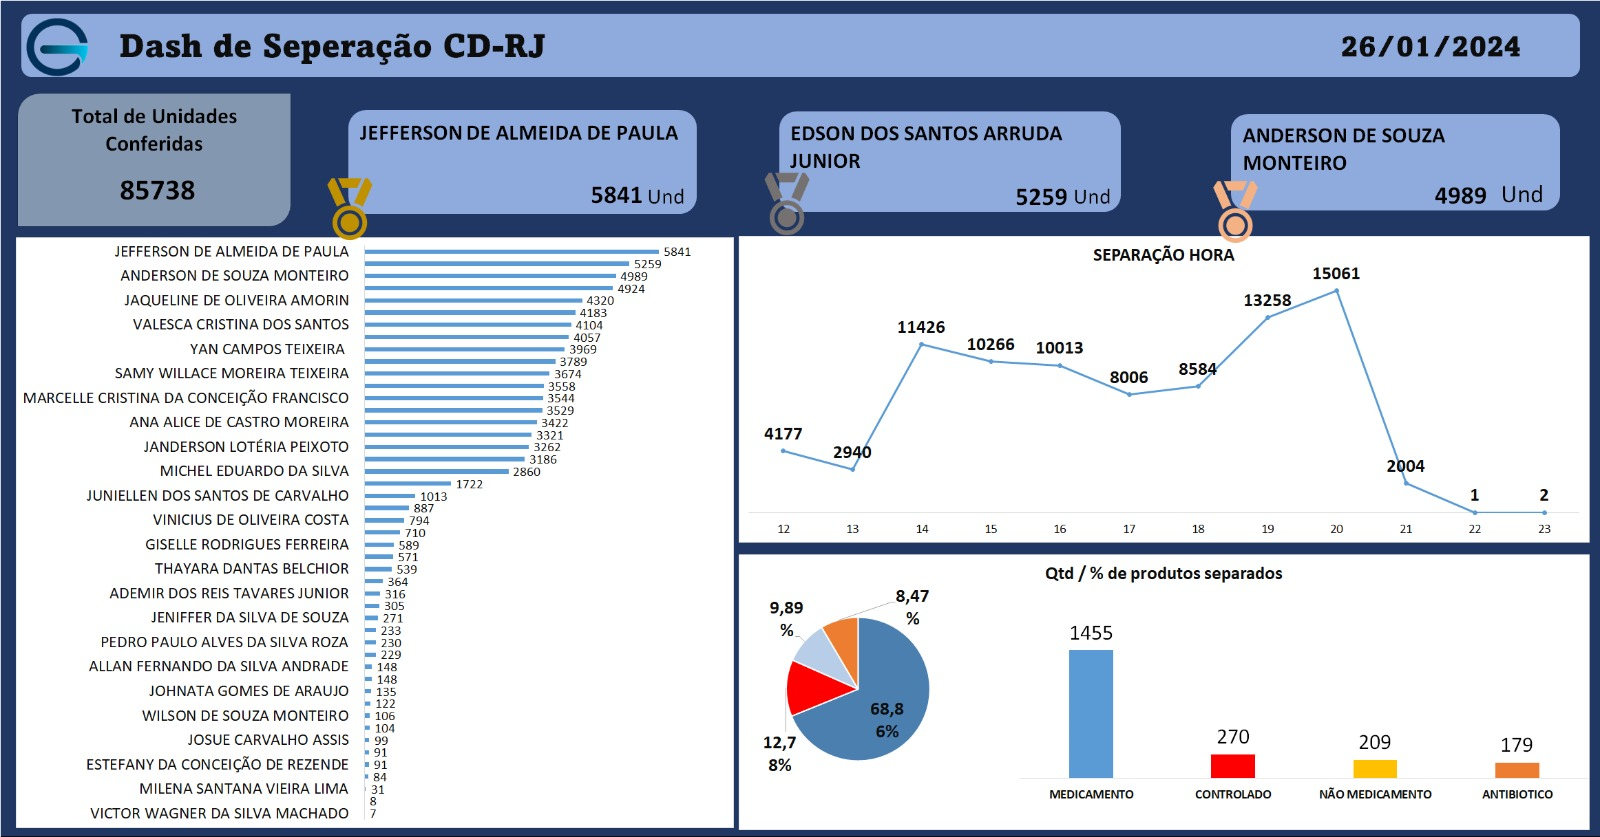 Dash de Seperação CD-RJ
26/01/2024
Total de Unidades
Conferidas
85738
JEFFERSON DE ALMEIDA DE PAULA
5841 Und
EDSON DOS SANTOS ARRUDA
JUNIOR
5259 Und
ANDERSON DE SOUZA
MONTEIRO
4989 Und
JEFFERSON DE ALMEIDA DE PAULA 5841
5259
ANDERSON DE SOUZA MONTEIRO 4989
4924
JAQUELINE DE OLIVEIRA AMORIN 4320
4183
VALESCA CRISTINA DOS SANTOS 4104
4057
YAN CAMPOS TEIXEIRA 3969
3789
SAMY WILLACE MOREIRA TEIXEIRA 3674
3558
MARCELLE CRISTINA DA CONCEIÇÃO FRANCISCO 3544
3529
ANA ALICE DE CASTRO MOREIRA 3422
3321
JANDERSON LOTÉRIA PEIXOTO 3262
3186
MICHEL EDUARDO DA SILVA 2860
1722
JUNIELLEN DOS SANTOS DE CARVALHO 1013
887
VINICIUS DE OLIVEIRA COSTA 794
710
GISELLE RODRIGUES FERREIRA 589
571
THAYARA DANTAS BELCHIOR 539
364
ADEMIR DOS REIS TAVARES JUNIOR 316
305
JENIFFER DA SILVA DE SOUZA 271
233
PEDRO PAULO ALVES DA SILVA ROZA 230
229
ALLAN FERNANDO DA SILVA ANDRADE 148
148
JOHNATA GOMES DE ARAUJO 135
122
WILSON DE SOUZA MONTEIRO 106
104
JOSUE CARVALHO ASSIS 99
91
ESTEFANY DA CONCEIÇÃO DE REZENDE 91
84
MILENA SANTANA VIEIRA LIMA 31
8
VICTOR WAGNER DA SILVA MACHADO 7
SEPARAÇÃO HORA
4177 2940 11426 10266 10013 8006 8584 13258 15061 2004 1 2
12 13 14 15 16 17 18 19 20 21 22 23
Qtd / % de produtos separados
9,89
%
8,47
%
68,8
6%
12,7
8%
1455 270 209 179
MEDICAMENTO CONTROLADO NÃO MEDICAMENTO ANTIBIOTICO